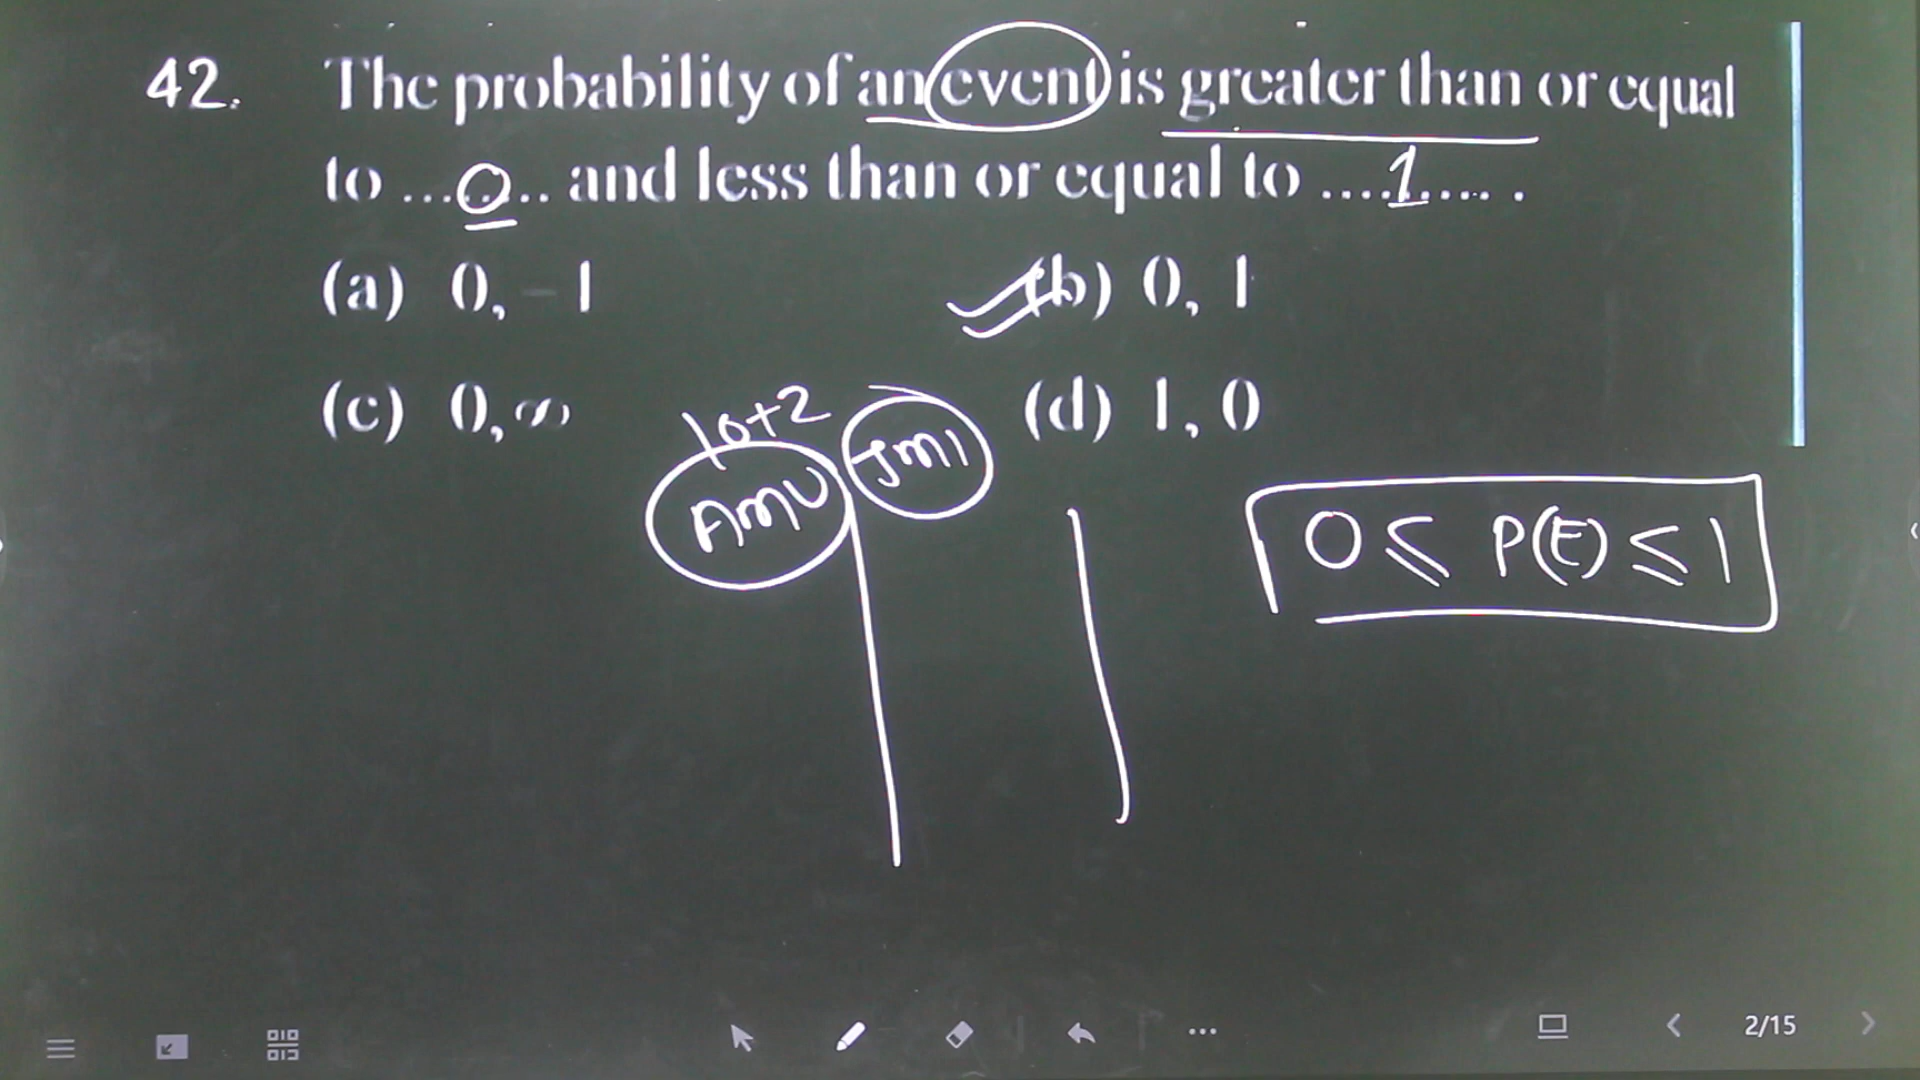 42. The probability of an event is greater than or equal
to ...0... and less than or equal to ....1.... .
(a) 0, – 1 (b) 0, 1
(c) 0, ∞ (d) 1, 0
10+2
AMU JMI
0 ≤ P(E) ≤ 1
2/15